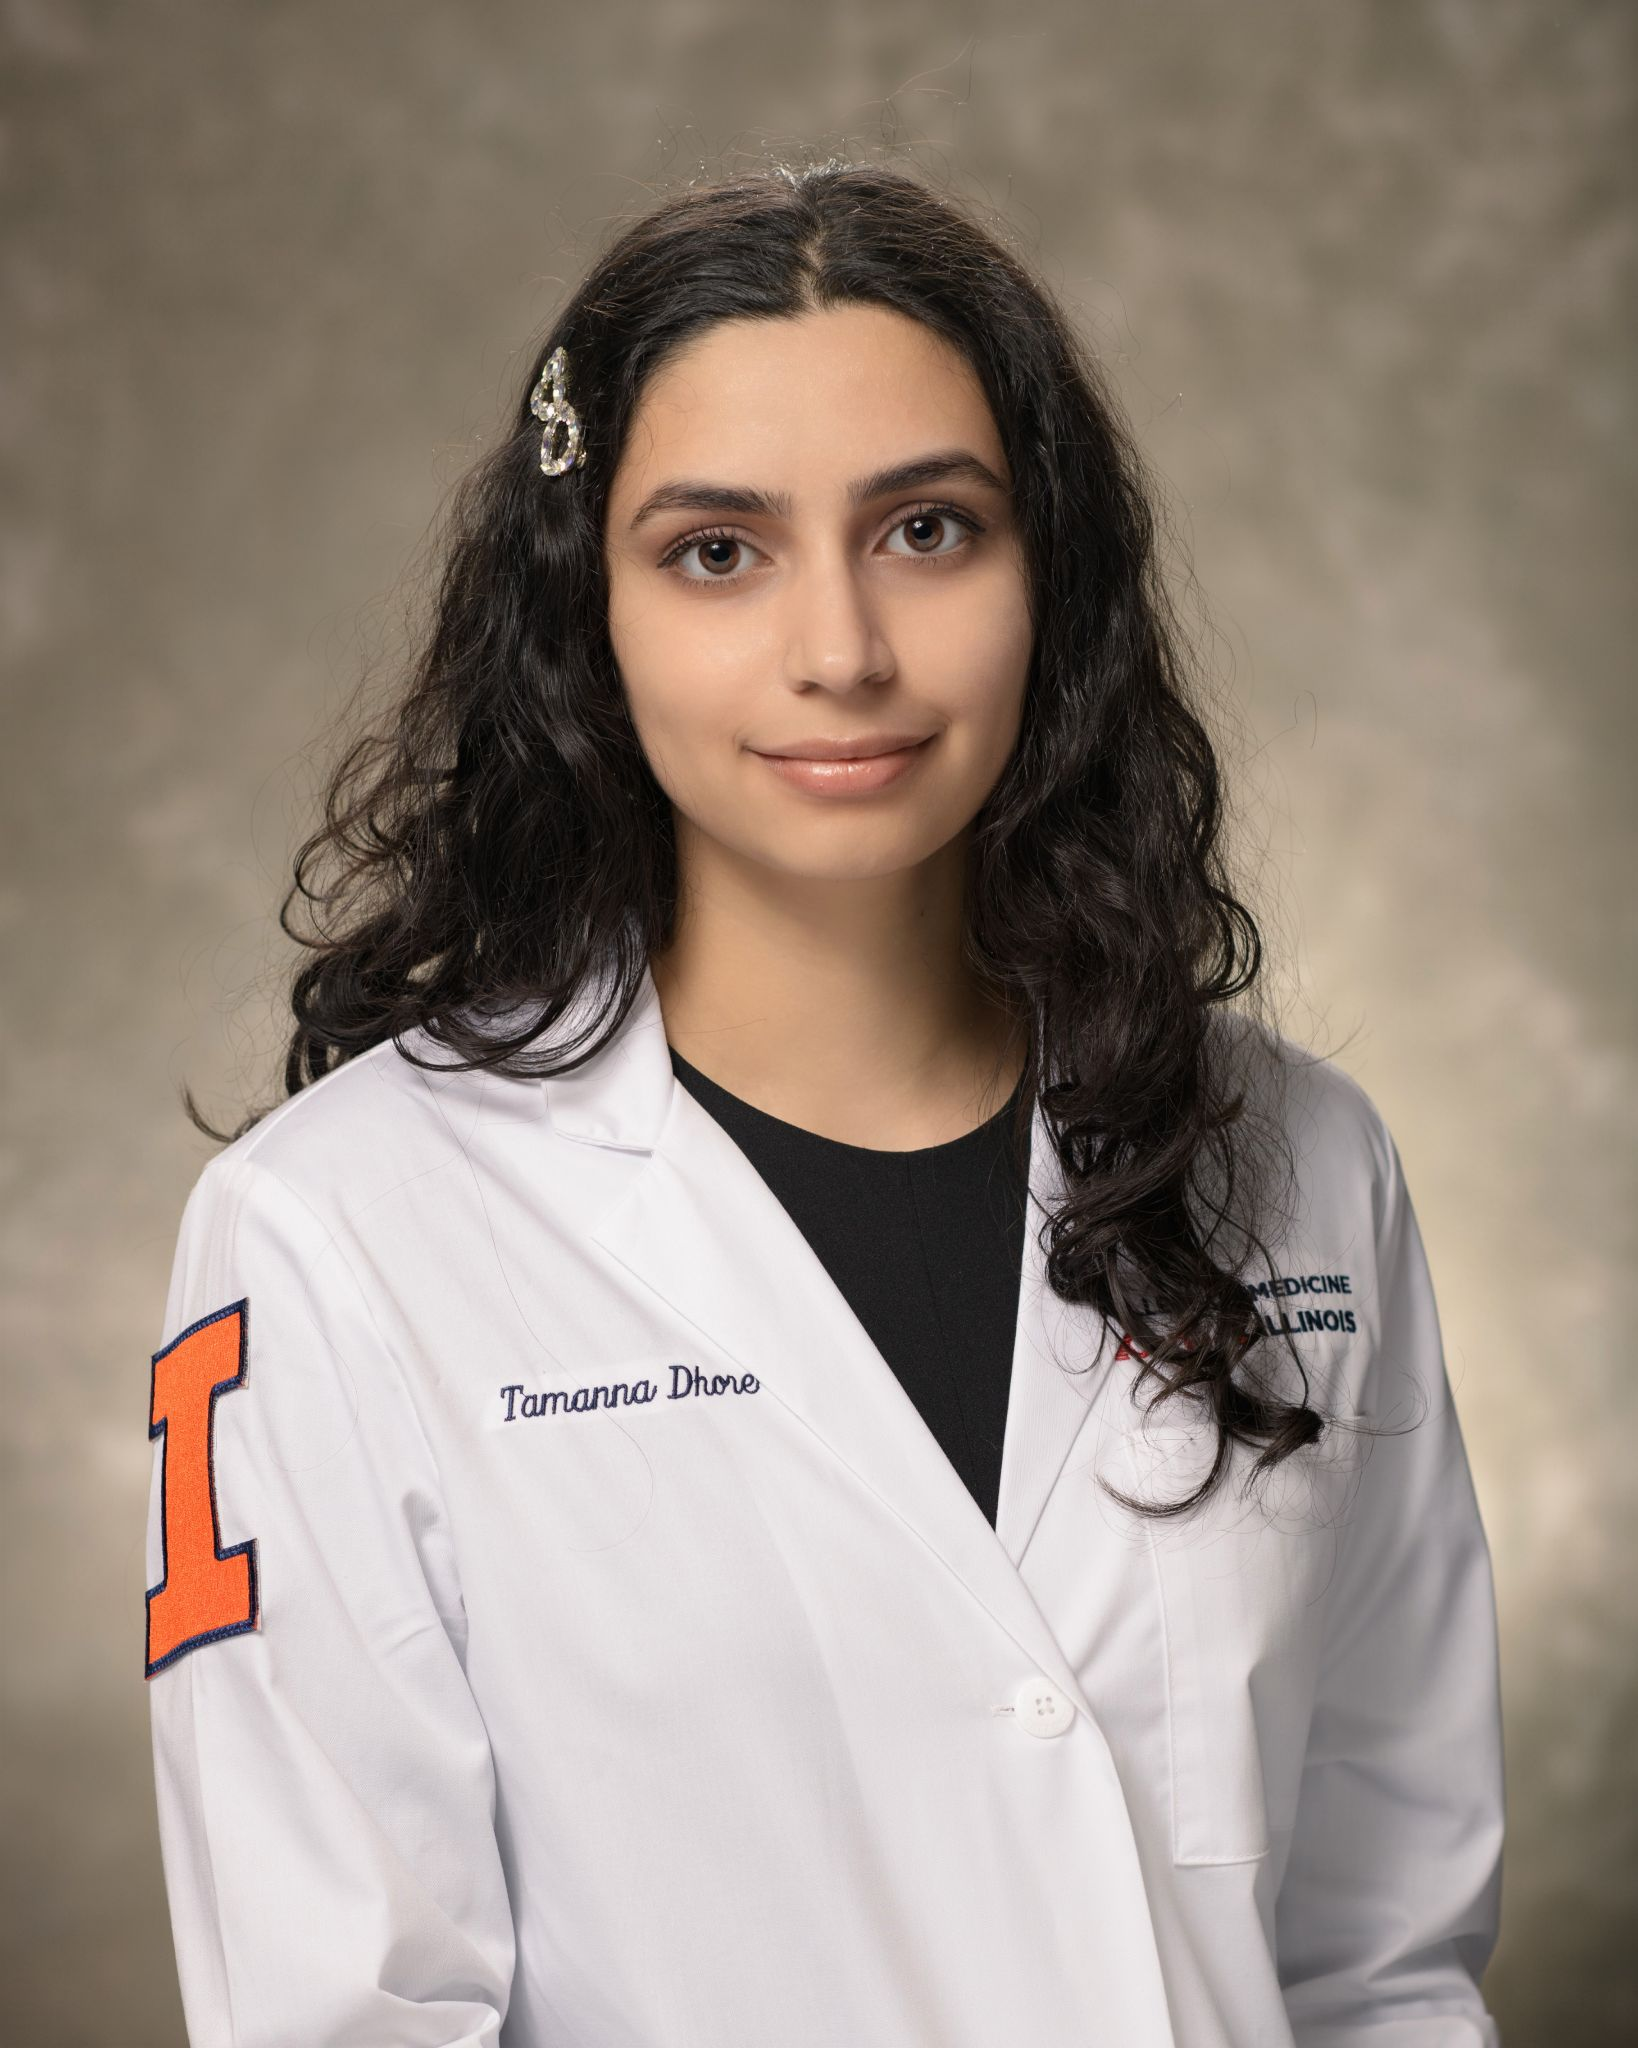 I
Tamanna Dhore
MEDICINE
ILLINOIS